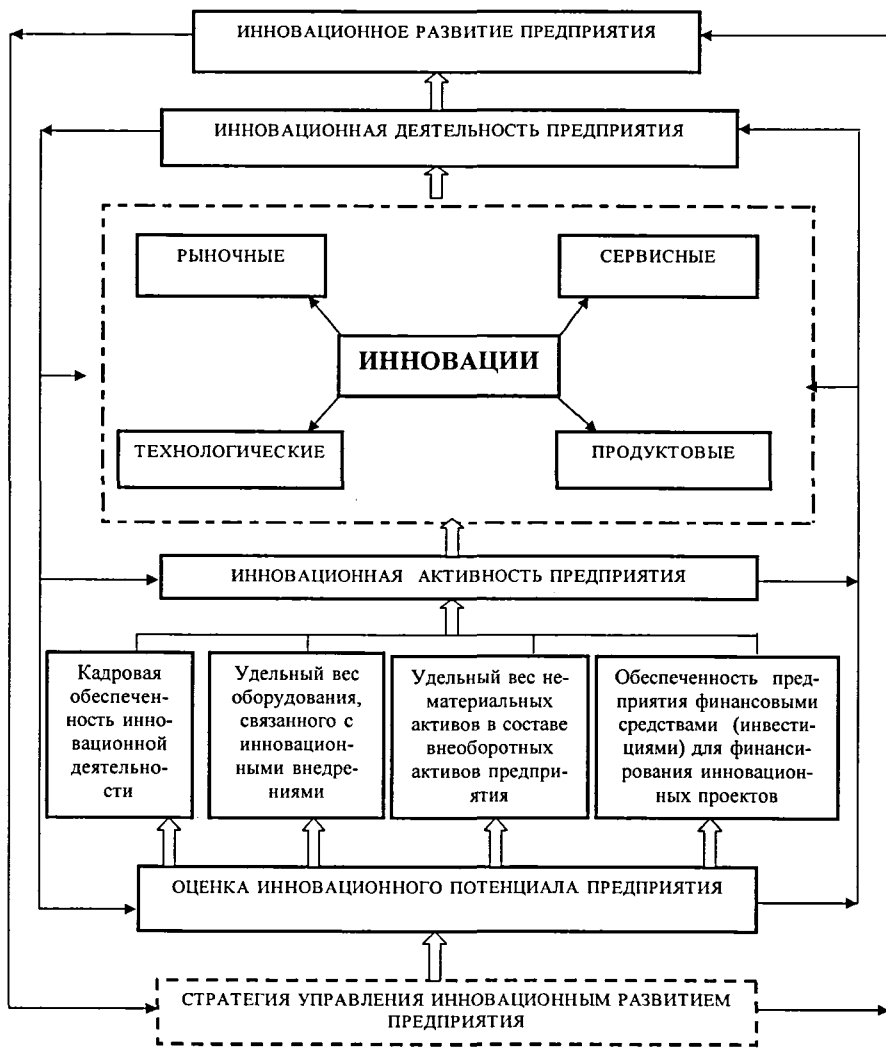 ИННОВАЦИОННОЕ РАЗВИТИЕ ПРЕДПРИЯТИЯ
ИННОВАЦИОННАЯ ДЕЯТЕЛЬНОСТЬ ПРЕДПРИЯТИЯ
РЫНОЧНЫЕ
СЕРВИСНЫЕ
ИННОВАЦИИ
ТЕХНОЛОГИЧЕСКИЕ
ПРОДУКТОВЫЕ
ИННОВАЦИОННАЯ АКТИВНОСТЬ ПРЕДПРИЯТИЯ
Кадровая
обеспечен-
ность инно-
вационной
деятельно-
сти
Удельный вес
оборудования,
связанного с
инновацион-
ными внедре-
ниями
Удельный вес не-
материальных
активов в составе
внеоборотных
активов предпри-
ятия
Обеспеченность пред-
приятия финансовыми
средствами (инвести-
циями) для финанси-
рования инновацион-
ных проектов
ОЦЕНКА ИННОВАЦИОННОГО ПОТЕНЦИАЛА ПРЕДПРИЯТИЯ
СТРАТЕГИЯ УПРАВЛЕНИЯ ИННОВАЦИОННЫМ РАЗВИТИЕМ
ПРЕДПРИЯТИЯ